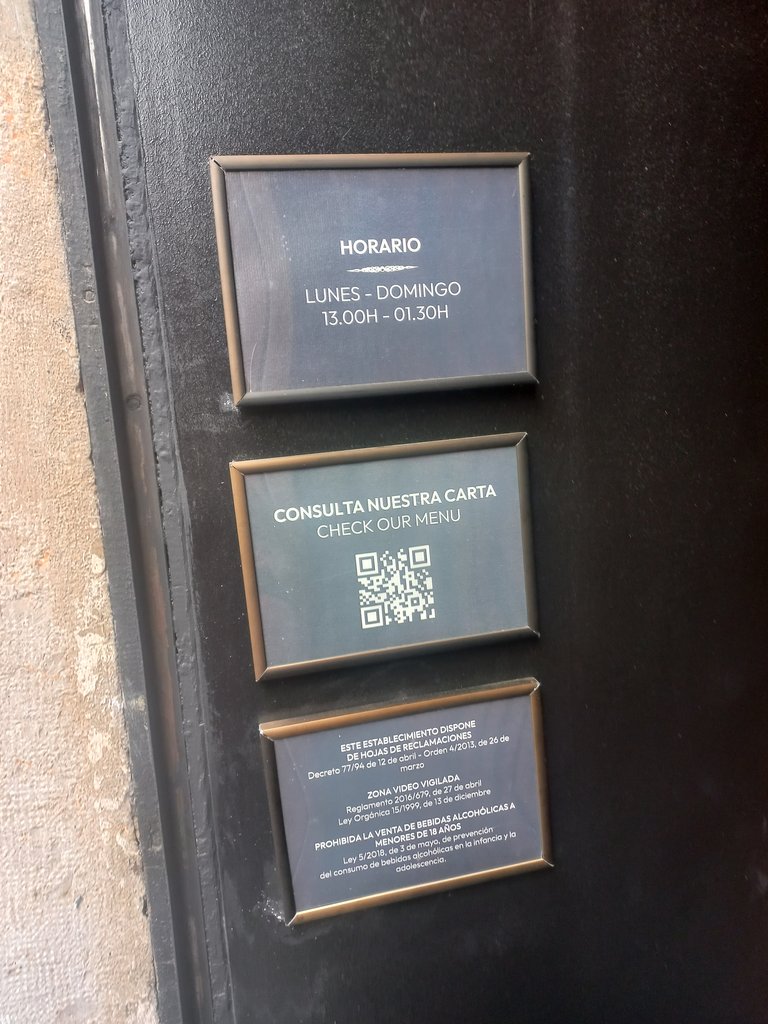 HORARIO
LUNES - DOMINGO
13.00H - 01.30H
CONSULTA NUESTRA CARTA
CHECK OUR MENU
ESTE ESTABLECIMIENTO DISPONE
DE HOJAS DE RECLAMACIONES
Decreto 77/94 de 12 de abril - Orden 4/2013, de 26 de
marzo
ZONA VIDEO VIGILADA
Reglamento 2016/679, de 27 de abril
Ley Orgánica 15/1999, de 13 de diciembre
PROHIBIDA LA VENTA DE BEBIDAS ALCOHÓLICAS A
MENORES DE 18 AÑOS
Ley 5/2018, de 3 de mayo, de prevención
del consumo de bebidas alcohólicas en la infancia y la
adolescencia.